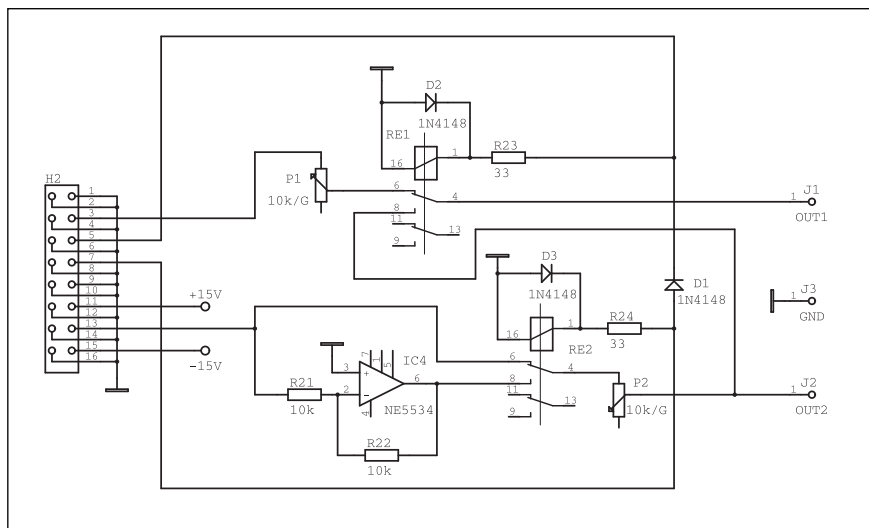 D2
1N4148
RE1
16
1
R23
33
H2
P1
10k/G
6
4
8
11
13
9
1
J1
OUT1
1
2
3
4
5
6
7
8
9
10
11
12
13
14
15
16
+15V
-15V
D3
1N4148
D1
1N4148
1
J3
GND
16
1
R24
33
RE2
IC4
7
1
5
3
+
2
-
6
4
NE5534
R21
10k
R22
10k
6
4
8
11
13
9
P2
10k/G
1
J2
OUT2